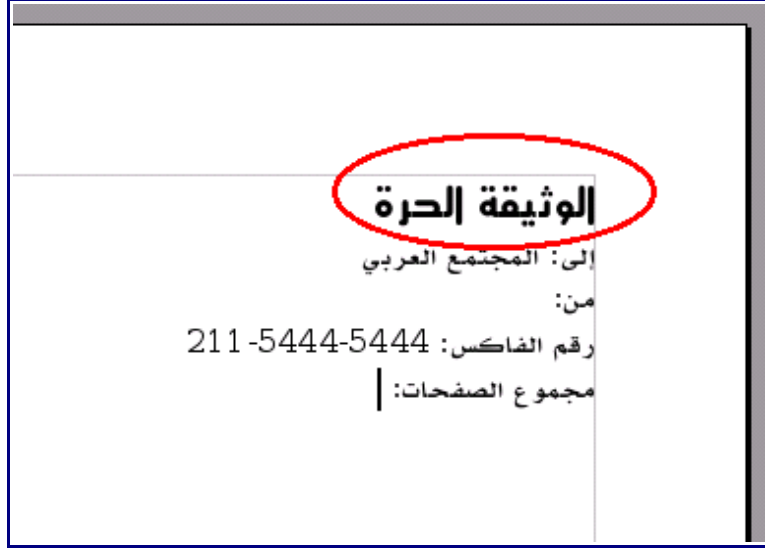 الوثيقة الحرة
إلى: المجتمع العربي
من:
رقم الفاكس: 5444-5444-211
مجموع الصفحات: